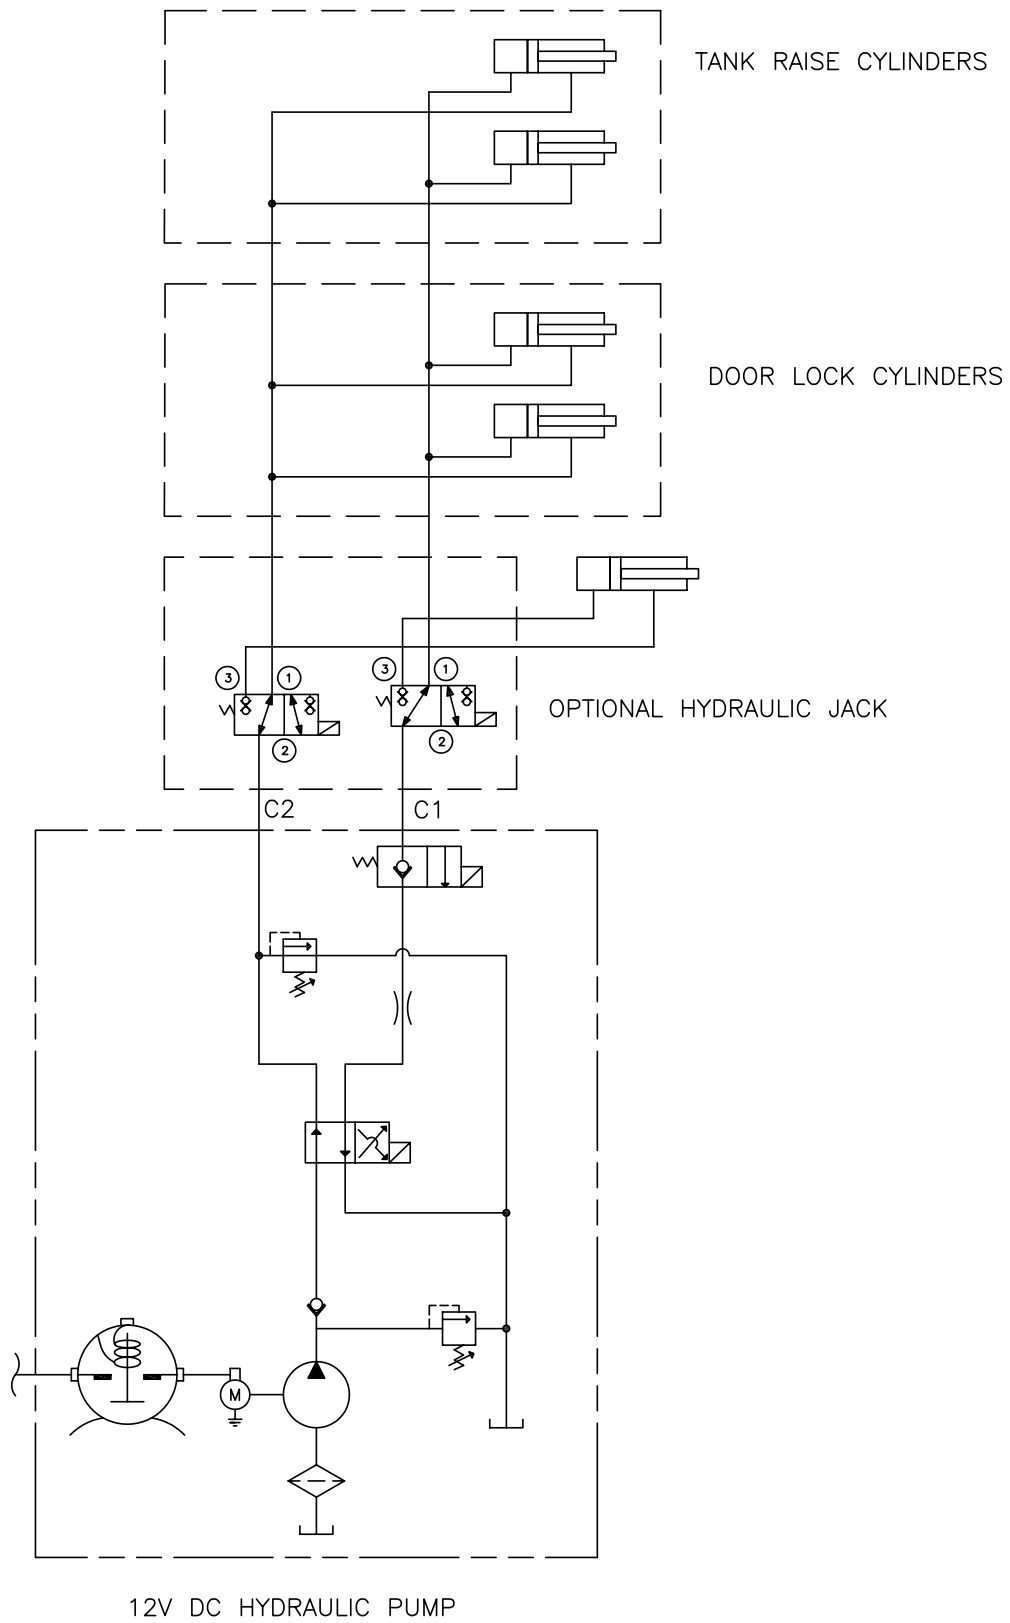 TANK RAISE CYLINDERS
DOOR LOCK CYLINDERS
3
1
3
1
OPTIONAL HYDRAULIC JACK
2
2
C2
C1
M
12V DC HYDRAULIC PUMP